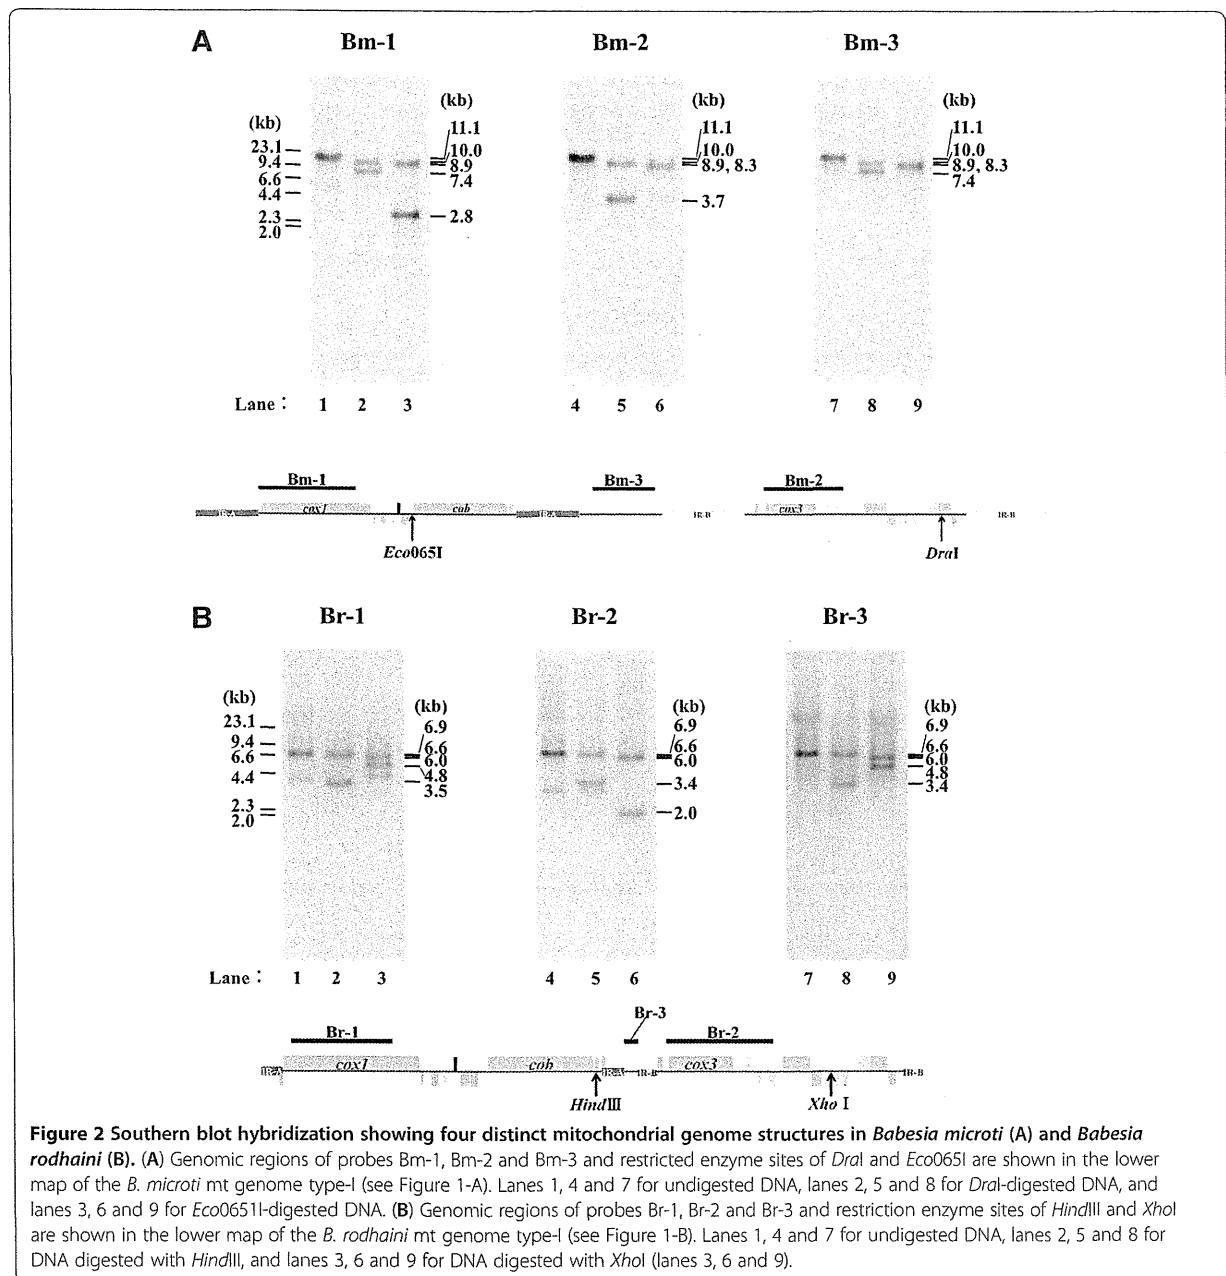 A
Bm-1
Bm-2
Bm-3
(kb)
23.1
9.4
6.6
4.4
2.3
2.0
(kb)
11.1
10.0
8.9
7.4
2.8
(kb)
11.1
10.0
8.9, 8.3
3.7
(kb)
11.1
10.0
8.9, 8.3
7.4
Lane : 1 2 3 4 5 6 7 8 9
Bm-1 Bm-3 Bm-2
cox1 cob IR-A IR-B cox3 IR-B
Eco065I DraI
B
Br-1
Br-2
Br-3
(kb)
23.1
9.4
6.6
4.4
2.3
2.0
(kb)
6.9
6.6
6.0
4.8
3.5
(kb)
6.9
6.6
6.0
3.4
2.0
(kb)
6.9
6.6
6.0
4.8
3.4
Lane : 1 2 3 4 5 6 7 8 9
Br-3
Br-1 Br-2
IR-A cox1 cob IR-A IR-B cox3 IR-B
HindIII Xho I
Figure 2 Southern blot hybridization showing four distinct mitochondrial genome structures in Babesia microti (A) and Babesia
rodhaini (B). (A) Genomic regions of probes Bm-1, Bm-2 and Bm-3 and restricted enzyme sites of DraI and Eco065I are shown in the lower
map of the B. microti mt genome type-I (see Figure 1-A). Lanes 1, 4 and 7 for undigested DNA, lanes 2, 5 and 8 for DraI-digested DNA, and
lanes 3, 6 and 9 for Eco0651I-digested DNA. (B) Genomic regions of probes Br-1, Br-2 and Br-3 and restriction enzyme sites of HindIII and XhoI
are shown in the lower map of the B. rodhaini mt genome type-I (see Figure 1-B). Lanes 1, 4 and 7 for undigested DNA, lanes 2, 5 and 8 for
DNA digested with HindIII, and lanes 3, 6 and 9 for DNA digested with XhoI (lanes 3, 6 and 9).